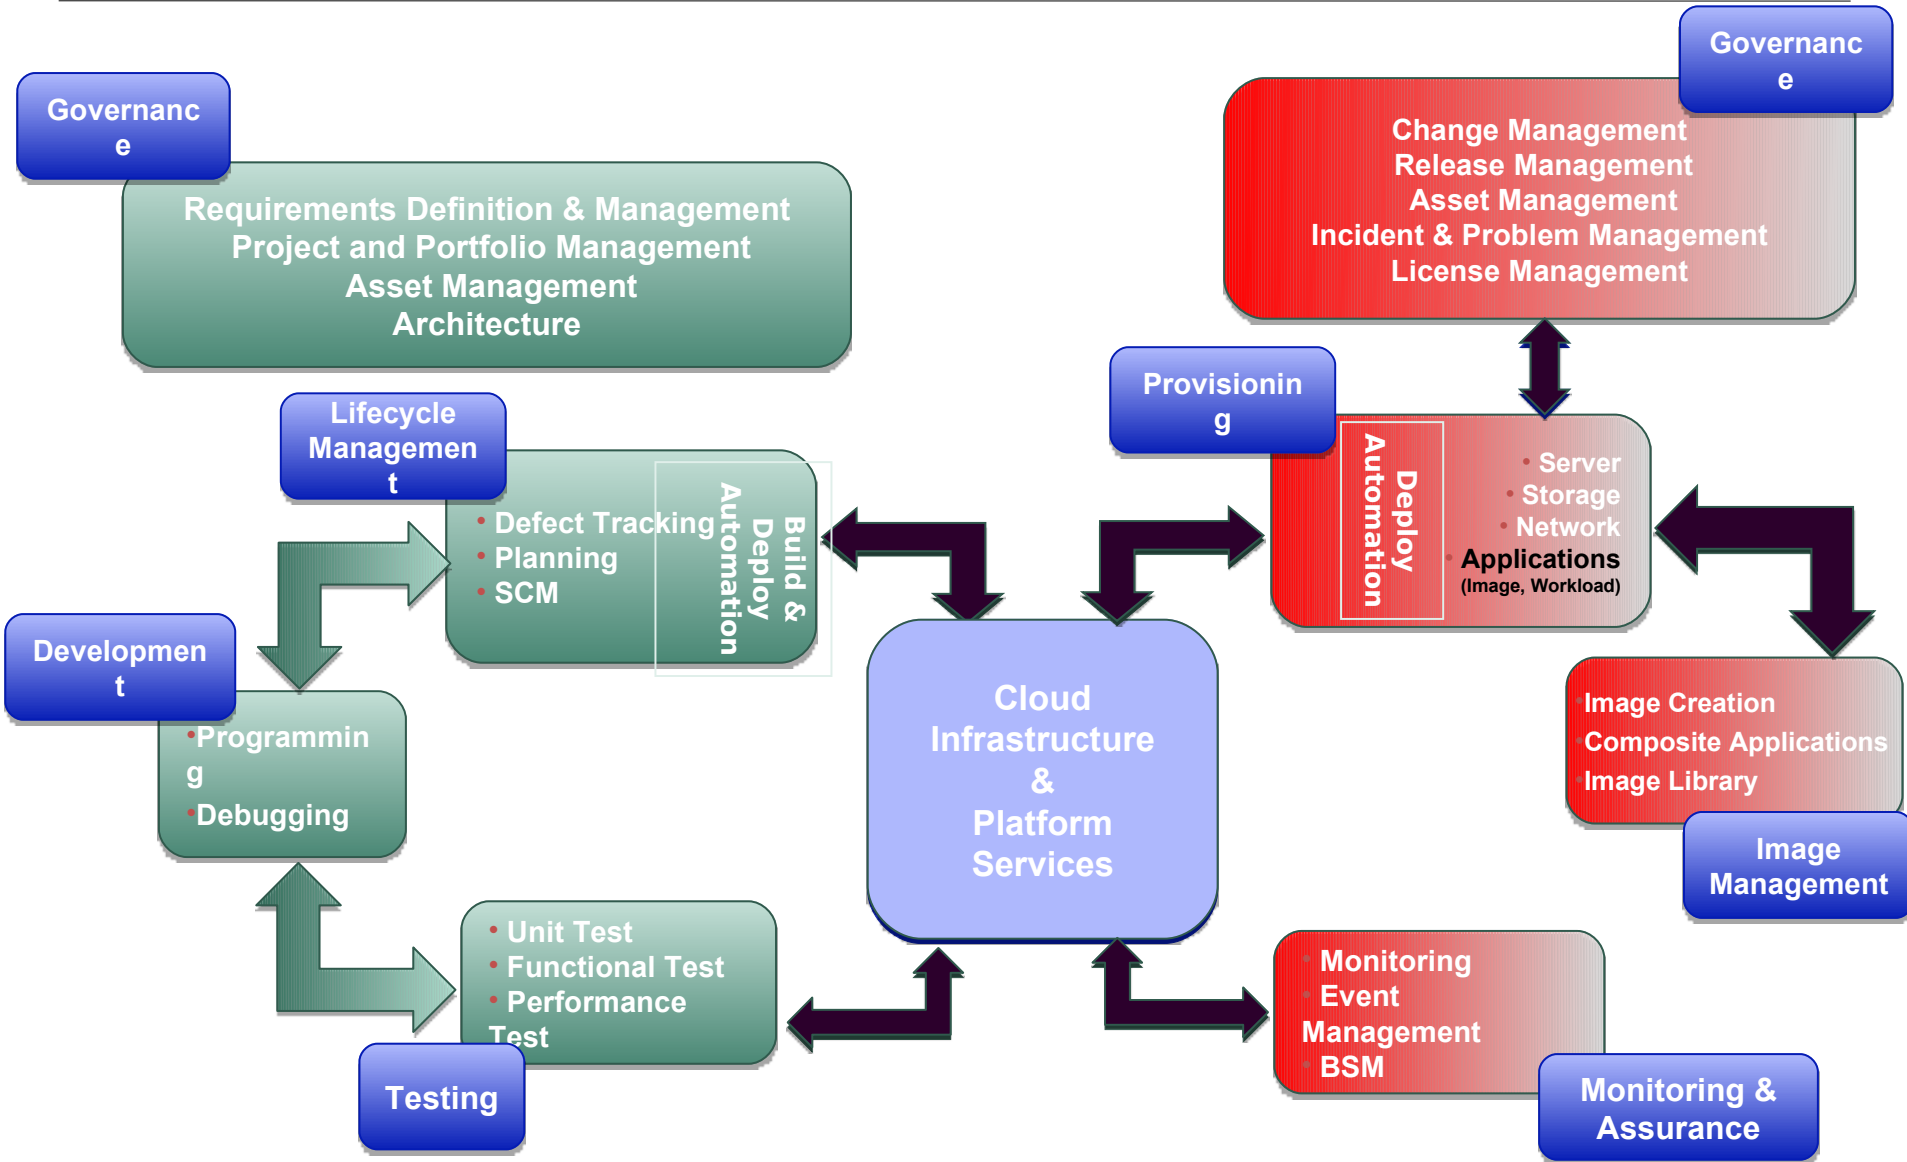 Governanc
e
Requirements Definition & Management
Project and Portfolio Management
Asset Management
Architecture
Governanc
e
Change Management
Release Management
Asset Management
Incident & Problem Management
License Management
Lifecycle
Managemen
t
• Defect Tracking
• Planning
• SCM
Build &
Deploy
Automation
Provisionin
g
Deploy
Automation
• Server
• Storage
• Network
• Applications
(Image, Workload)
Developmen
t
•Programmin
g
•Debugging
Cloud
Infrastructure
&
Platform
Services
•Image Creation
•Composite Applications
•Image Library
Image
Management
• Unit Test
• Functional Test
• Performance
Test
Testing
• Monitoring
• Event
Management
• BSM
Monitoring &
Assurance